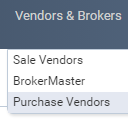 Vendors & Brokers
Sale Vendors
BrokerMaster
Purchase Vendors